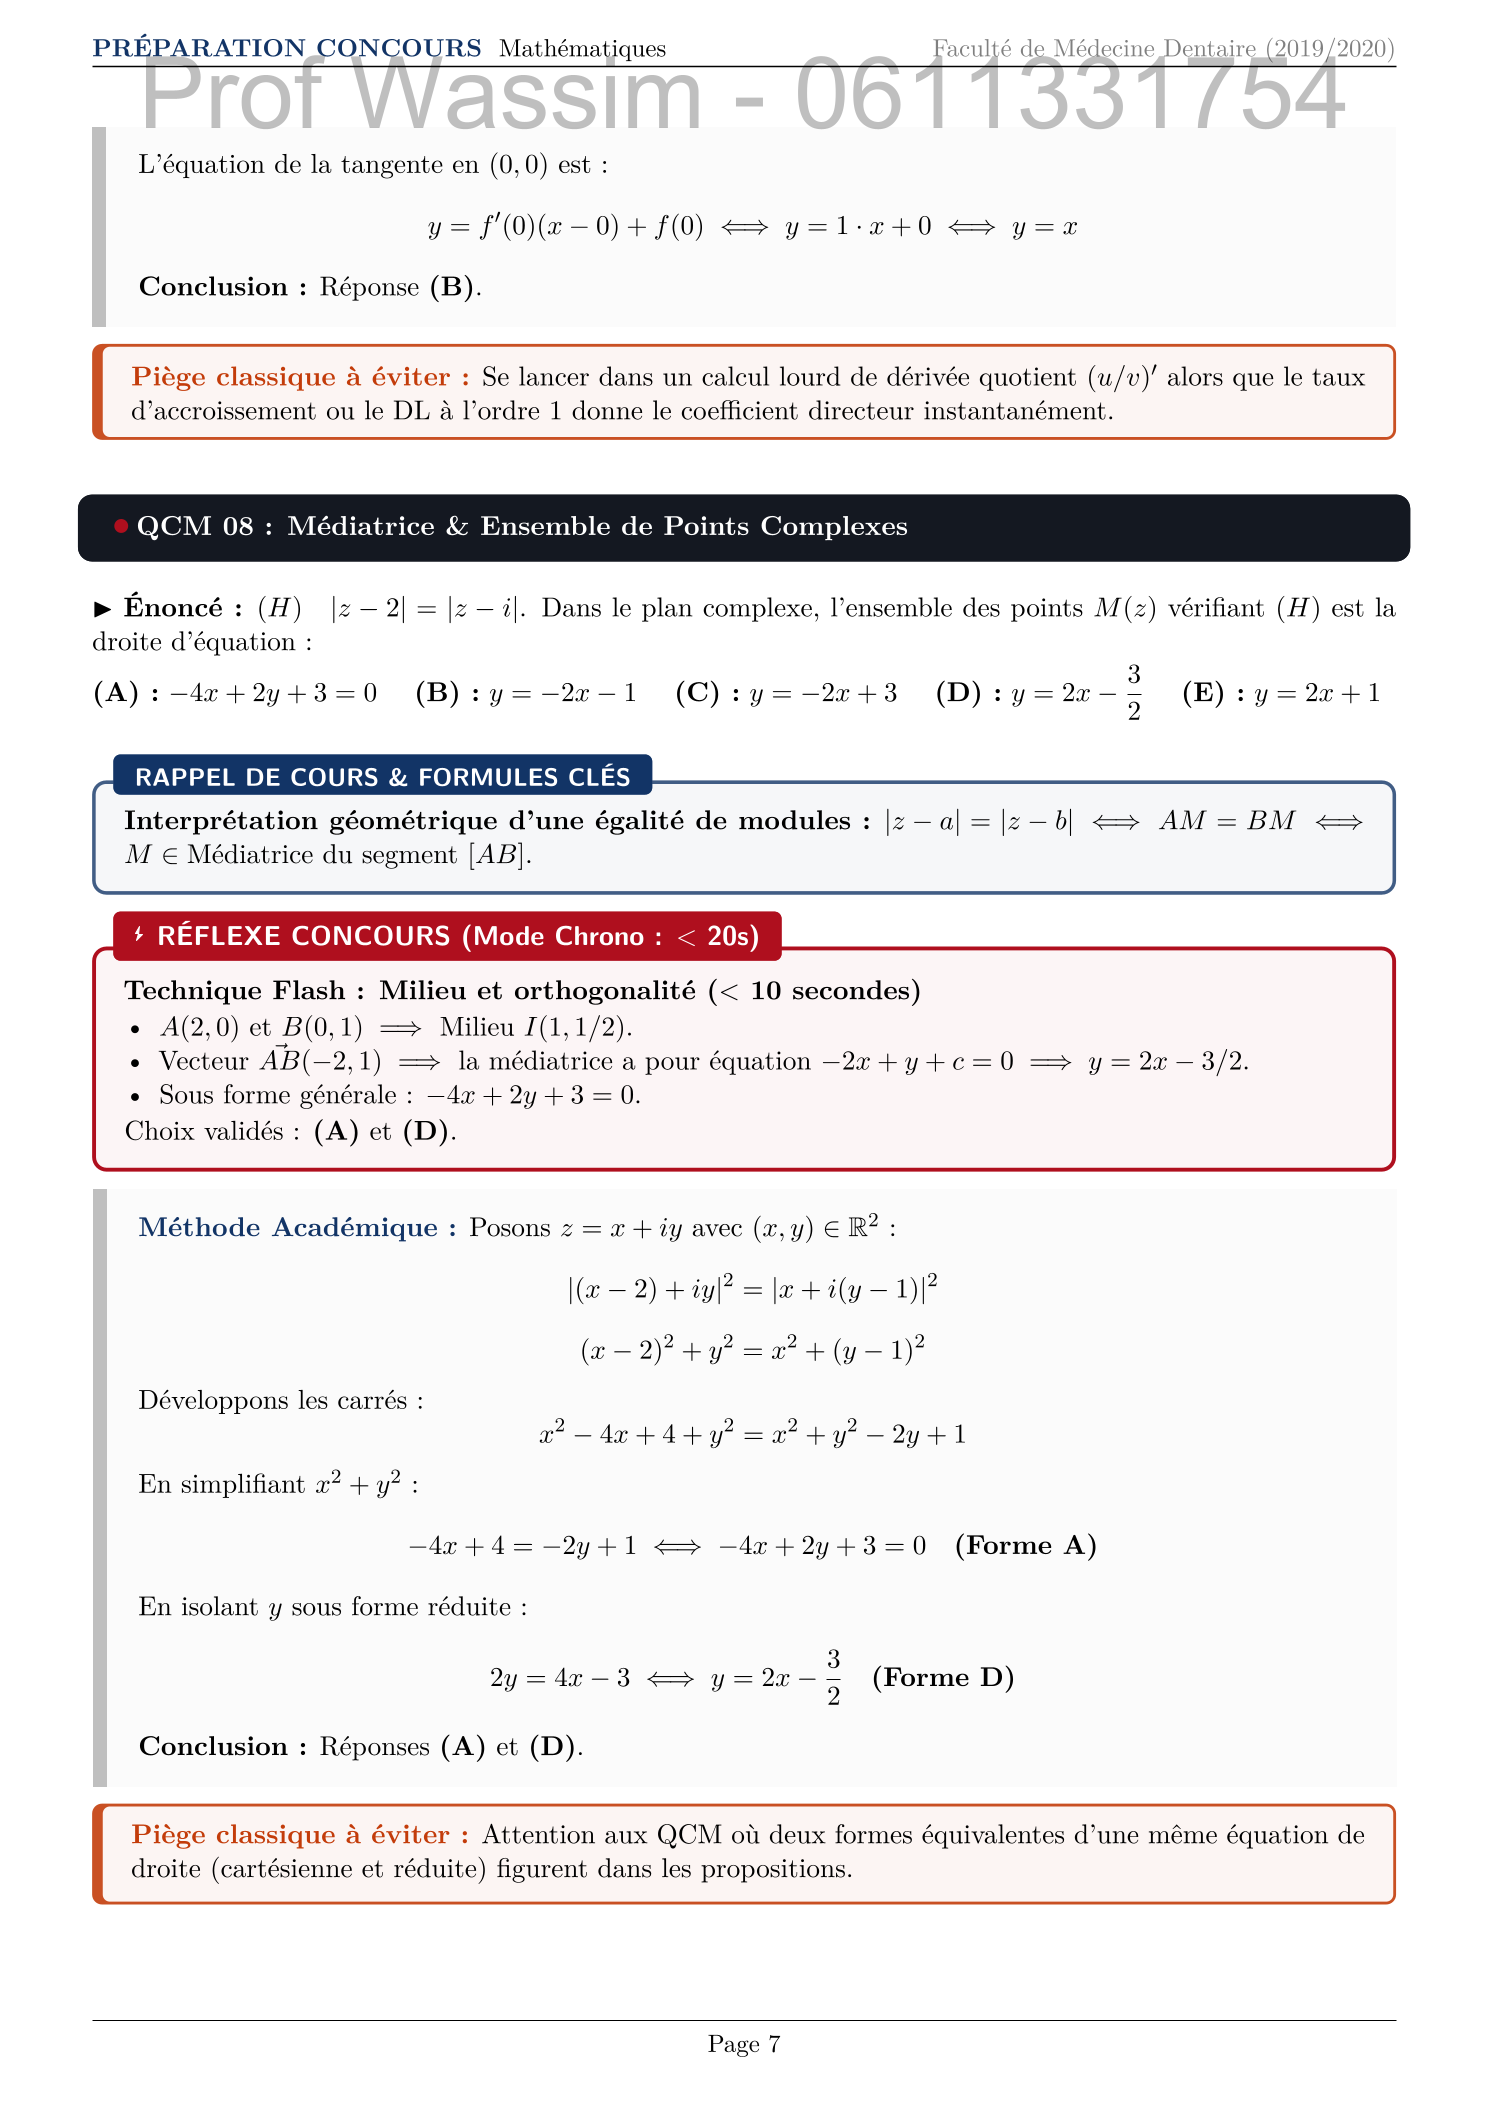 PRÉPARATION CONCOURS Mathématiques Faculté de Médecine Dentaire (2019/2020)
Prof Wassim - 0611331754
L'équation de la tangente en (0, 0) est :
y = f′(0)(x − 0) + f(0) ⟺ y = 1 · x + 0 ⟺ y = x
Conclusion : Réponse (B).
Piège classique à éviter : Se lancer dans un calcul lourd de dérivée quotient (u/v)′ alors que le taux
d'accroissement ou le DL à l'ordre 1 donne le coefficient directeur instantanément.
QCM 08 : Médiatrice & Ensemble de Points Complexes
▶ Énoncé : (H) |z − 2| = |z − i|. Dans le plan complexe, l'ensemble des points M(z) vérifiant (H) est la
droite d'équation :
(A) : −4x + 2y + 3 = 0 (B) : y = −2x − 1 (C) : y = −2x + 3 (D) : y = 2x − 3/2 (E) : y = 2x + 1
RAPPEL DE COURS & FORMULES CLÉS
Interprétation géométrique d'une égalité de modules : |z − a| = |z − b| ⟺ AM = BM ⟺
M ∈ Médiatrice du segment [AB].
RÉFLEXE CONCOURS (Mode Chrono : < 20s)
Technique Flash : Milieu et orthogonalité (< 10 secondes)
• A(2, 0) et B(0, 1) ⟹ Milieu I(1, 1/2).
• Vecteur A⃗B(−2, 1) ⟹ la médiatrice a pour équation −2x + y + c = 0 ⟹ y = 2x − 3/2.
• Sous forme générale : −4x + 2y + 3 = 0.
Choix validés : (A) et (D).
Méthode Académique : Posons z = x + iy avec (x, y) ∈ ℝ² :
|(x − 2) + iy|² = |x + i(y − 1)|²
(x − 2)² + y² = x² + (y − 1)²
Développons les carrés :
x² − 4x + 4 + y² = x² + y² − 2y + 1
En simplifiant x² + y² :
−4x + 4 = −2y + 1 ⟺ −4x + 2y + 3 = 0 (Forme A)
En isolant y sous forme réduite :
2y = 4x − 3 ⟺ y = 2x − 3/2 (Forme D)
Conclusion : Réponses (A) et (D).
Piège classique à éviter : Attention aux QCM où deux formes équivalentes d'une même équation de
droite (cartésienne et réduite) figurent dans les propositions.
Page 7